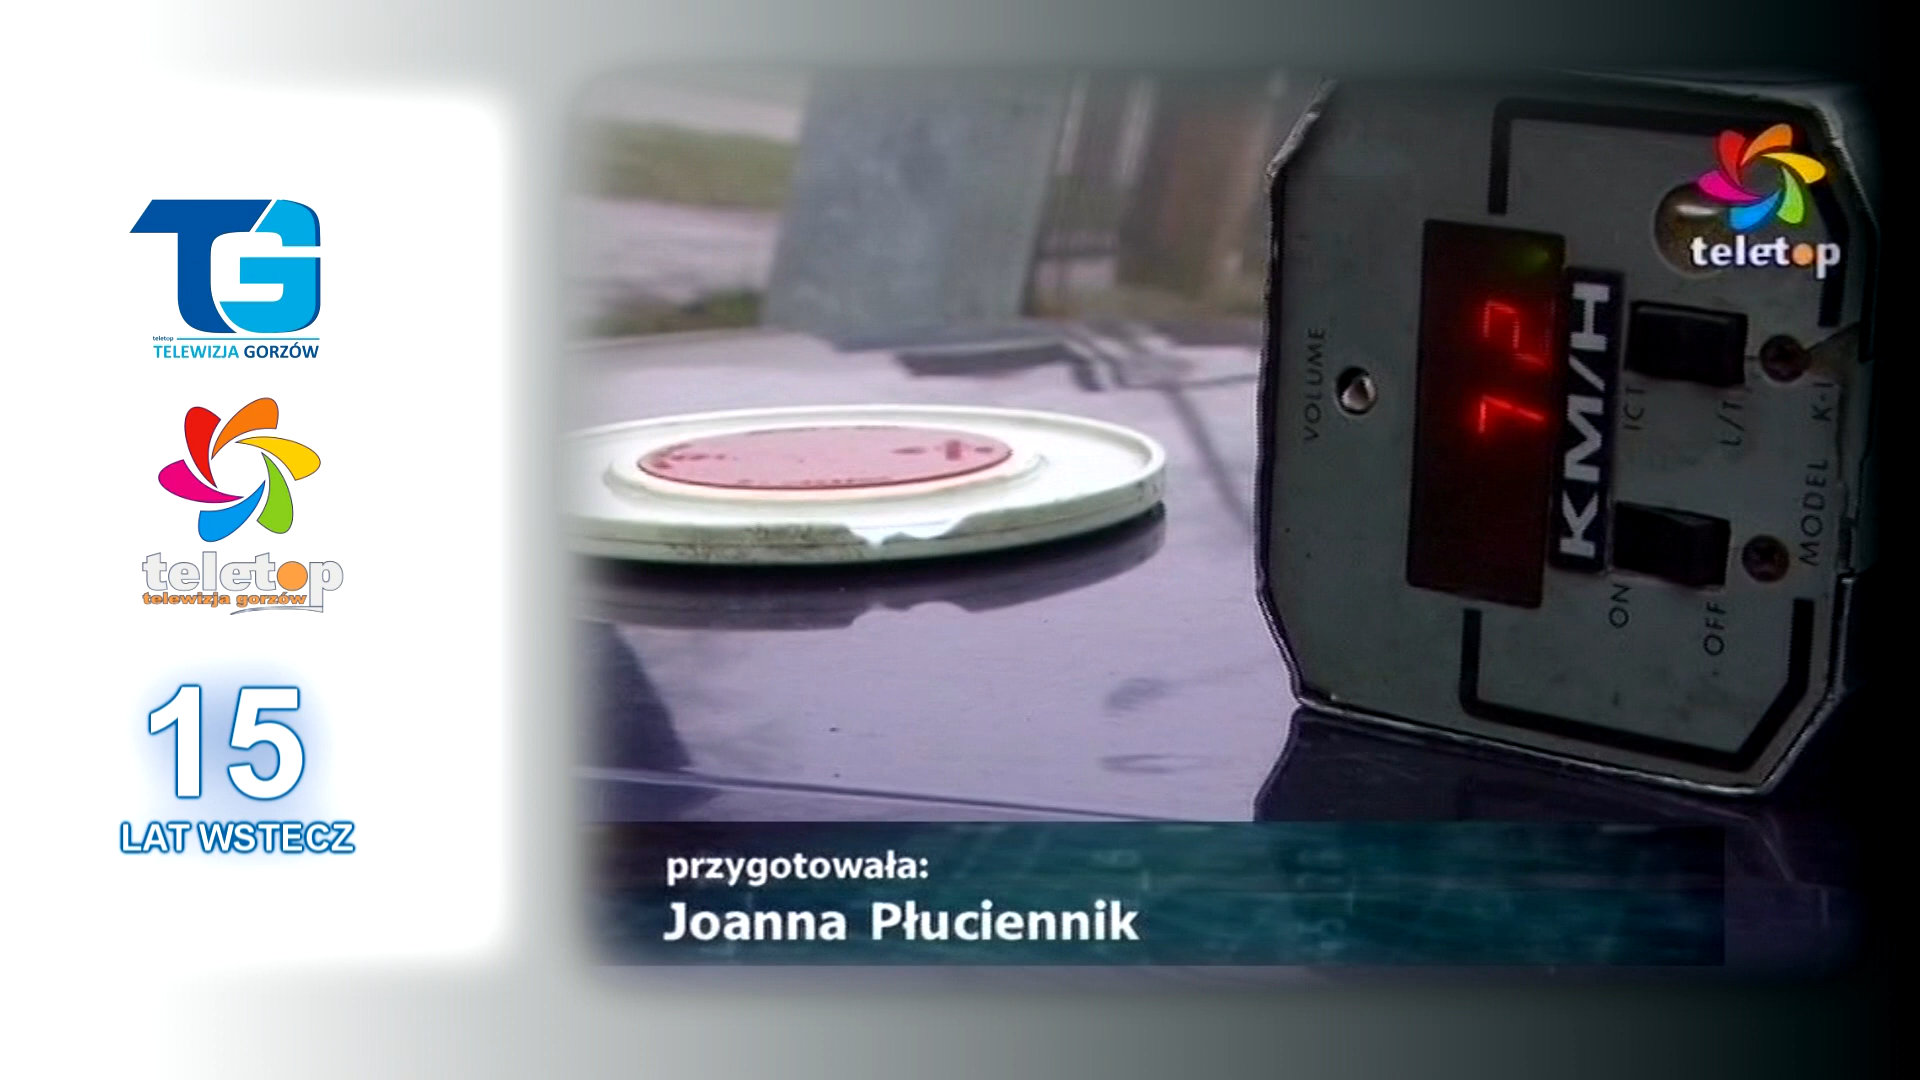 TG
teletop
TELEWIZJA GORZÓW
teletop
telewizja gorzów
15
LAT WSTECZ
teletop
VOLUME
72
KM/H
ICT
L/T
MODEL K-1
ON
OFF
przygotowała:
Joanna Płuciennik